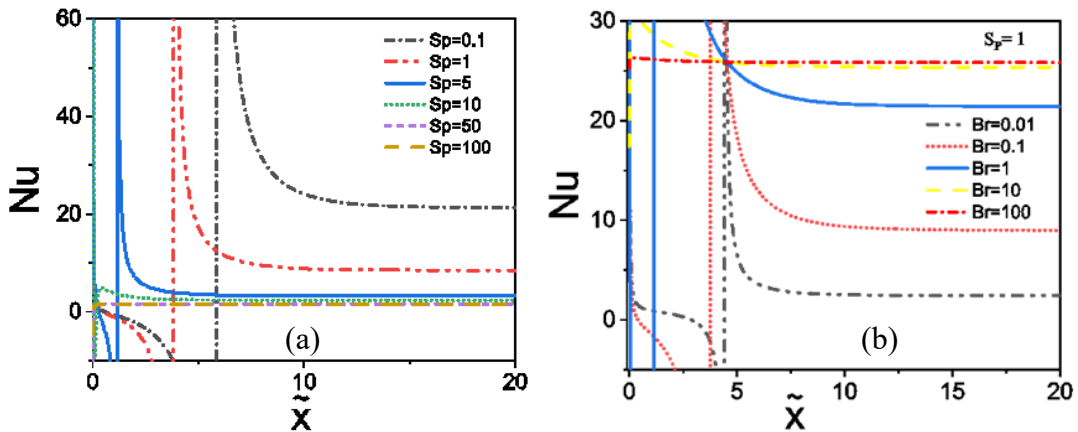 60
40
20
0
Nu
Sp=0.1
Sp=1
Sp=5
Sp=10
Sp=50
Sp=100
(a)
0 5 10 15 20
x̃
30
20
10
0
Nu
S_P= 1
Br=0.01
Br=0.1
Br=1
Br=10
Br=100
(b)
0 5 10 15 20
x̃